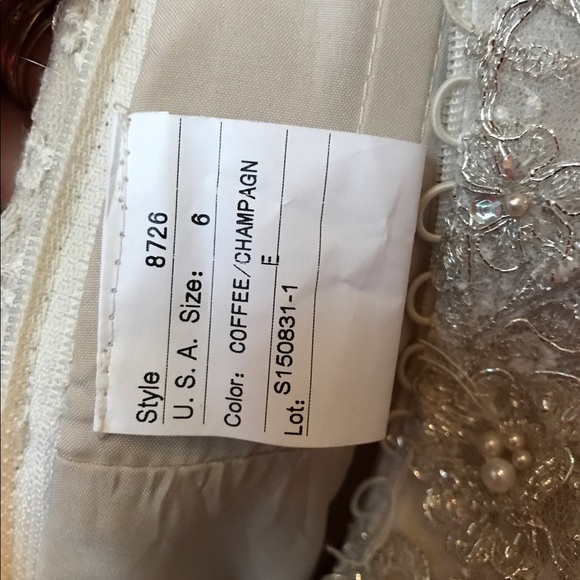 Style 8726
U.S.A. Size: 6
Color: COFFEE/CHAMPAGN
E
Lot: S150831-1